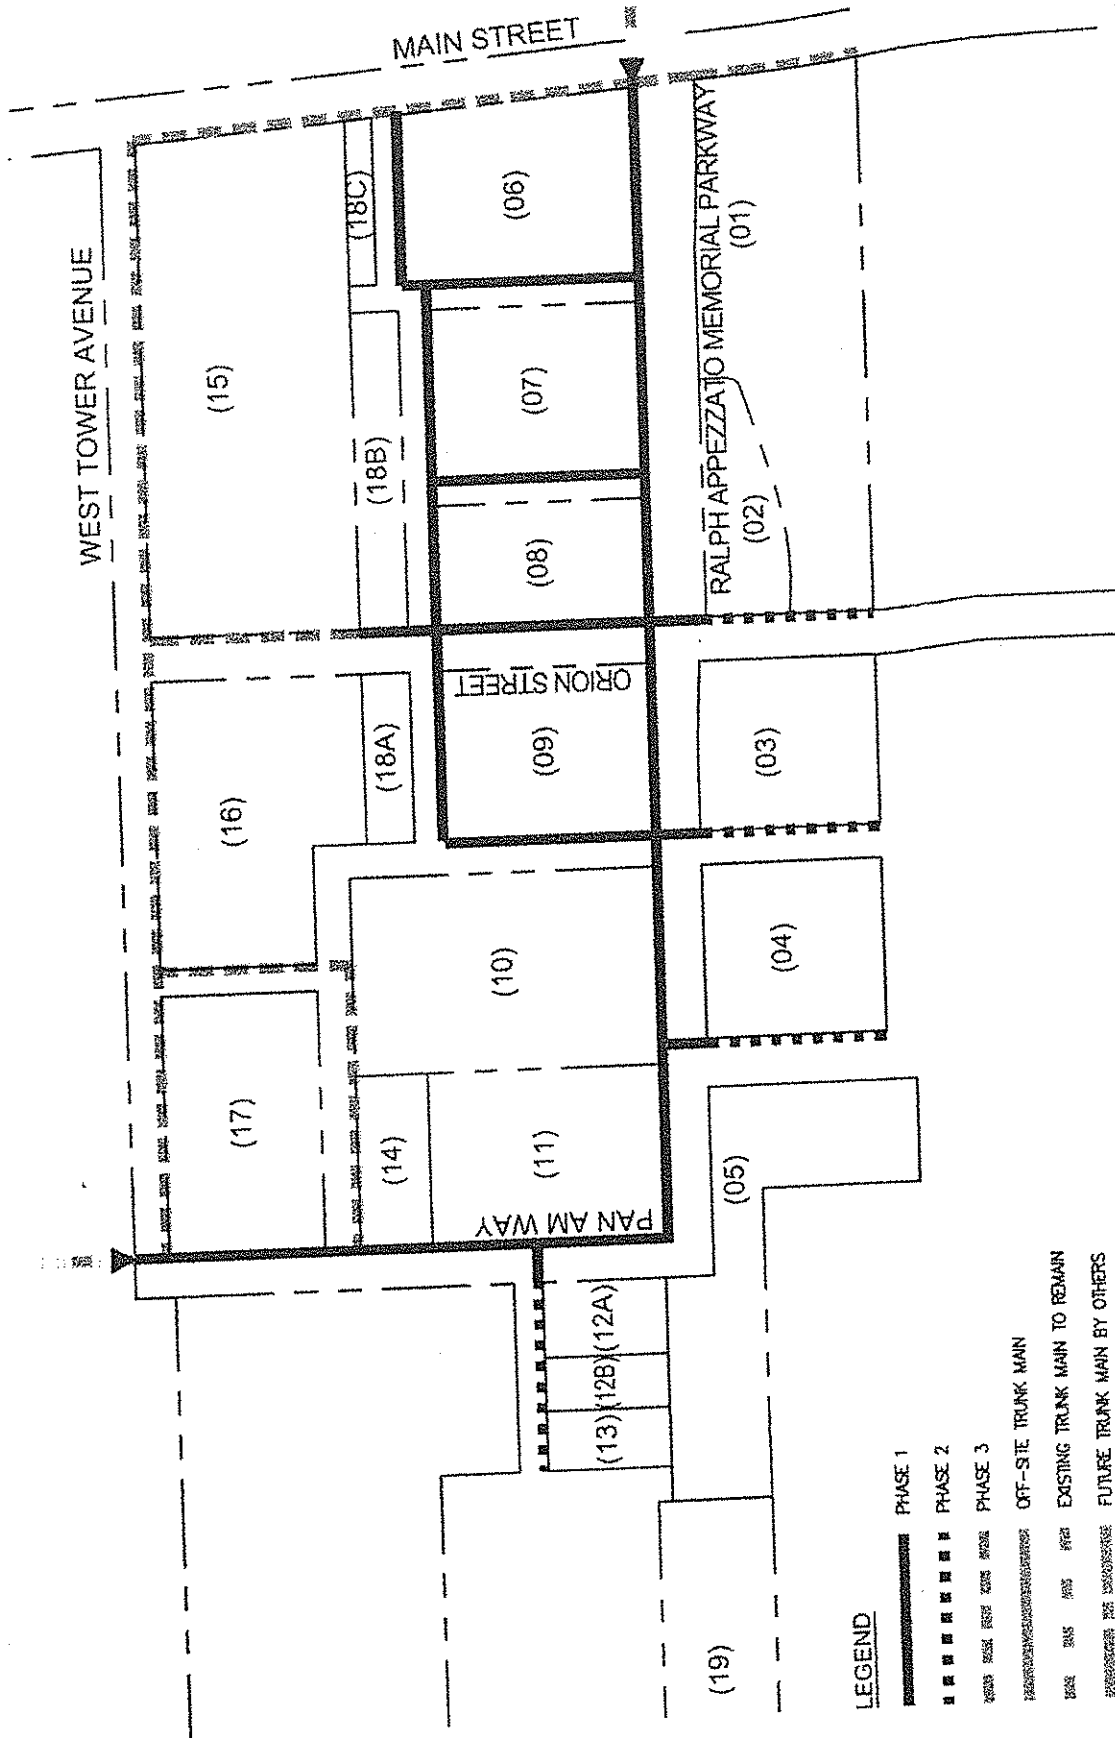 MAIN STREET
WEST TOWER AVENUE
(15)
(18C)
(06)
RALPH APPEZZATO MEMORIAL PARKWAY
(01)
(18B)
(07)
(02)
(08)
ORION STREET
(16)
(18A)
(09)
(03)
(10)
(04)
(17)
(14)
(11)
PAN AM WAY
(05)
(12A)
(12B)
(13)
(19)
LEGEND
PHASE 1
PHASE 2
PHASE 3
OFF-SITE TRUNK MAIN
EXISTING TRUNK MAIN TO REMAIN
FUTURE TRUNK MAIN BY OTHERS